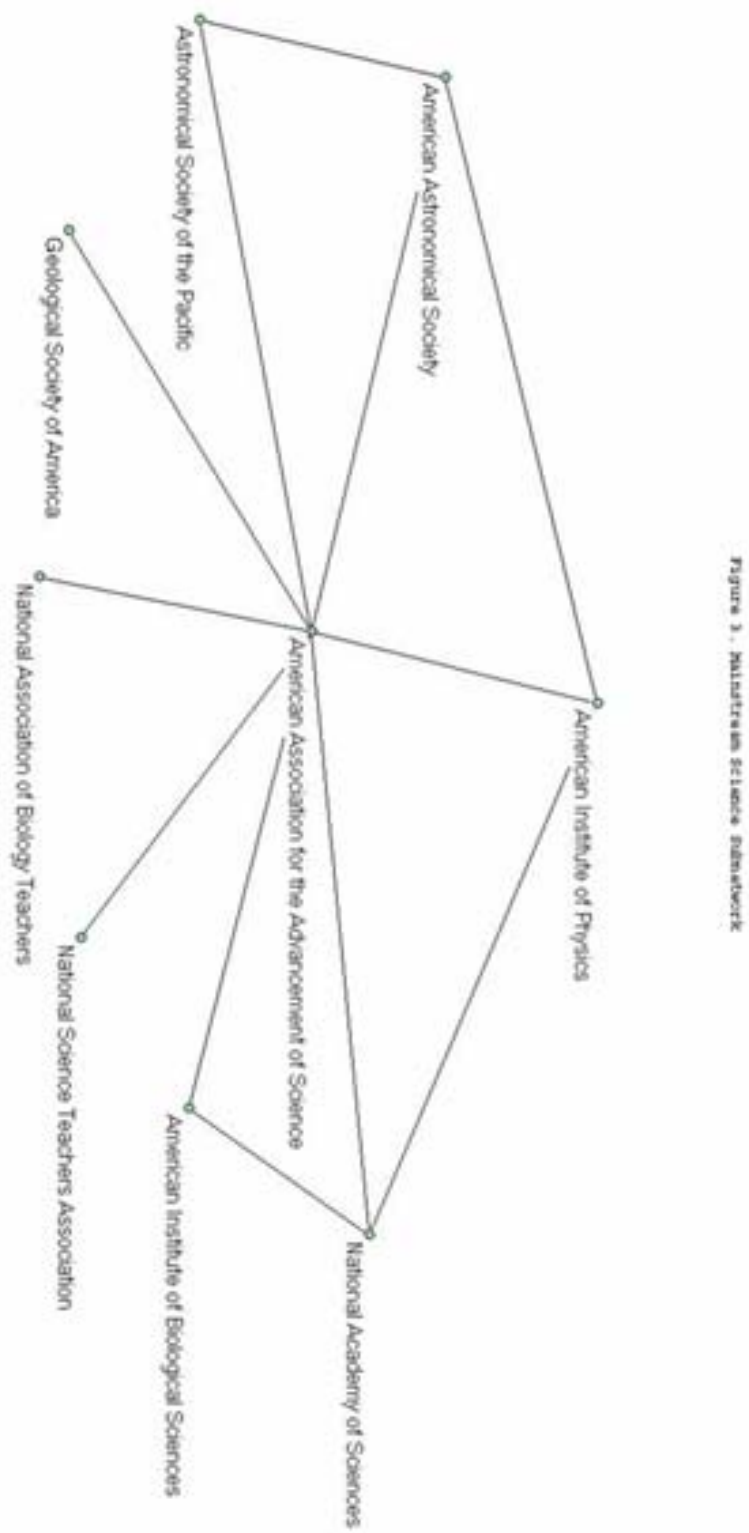 Figure 3. Mainstream Science Subnetwork
American Institute of Physics
American Astronomical Society
National Academy of Sciences
American Association for the Advancement of Science
Astronomical Society of the Pacific
American Institute of Biological Sciences
Geological Society of America
National Science Teachers Association
National Association of Biology Teachers